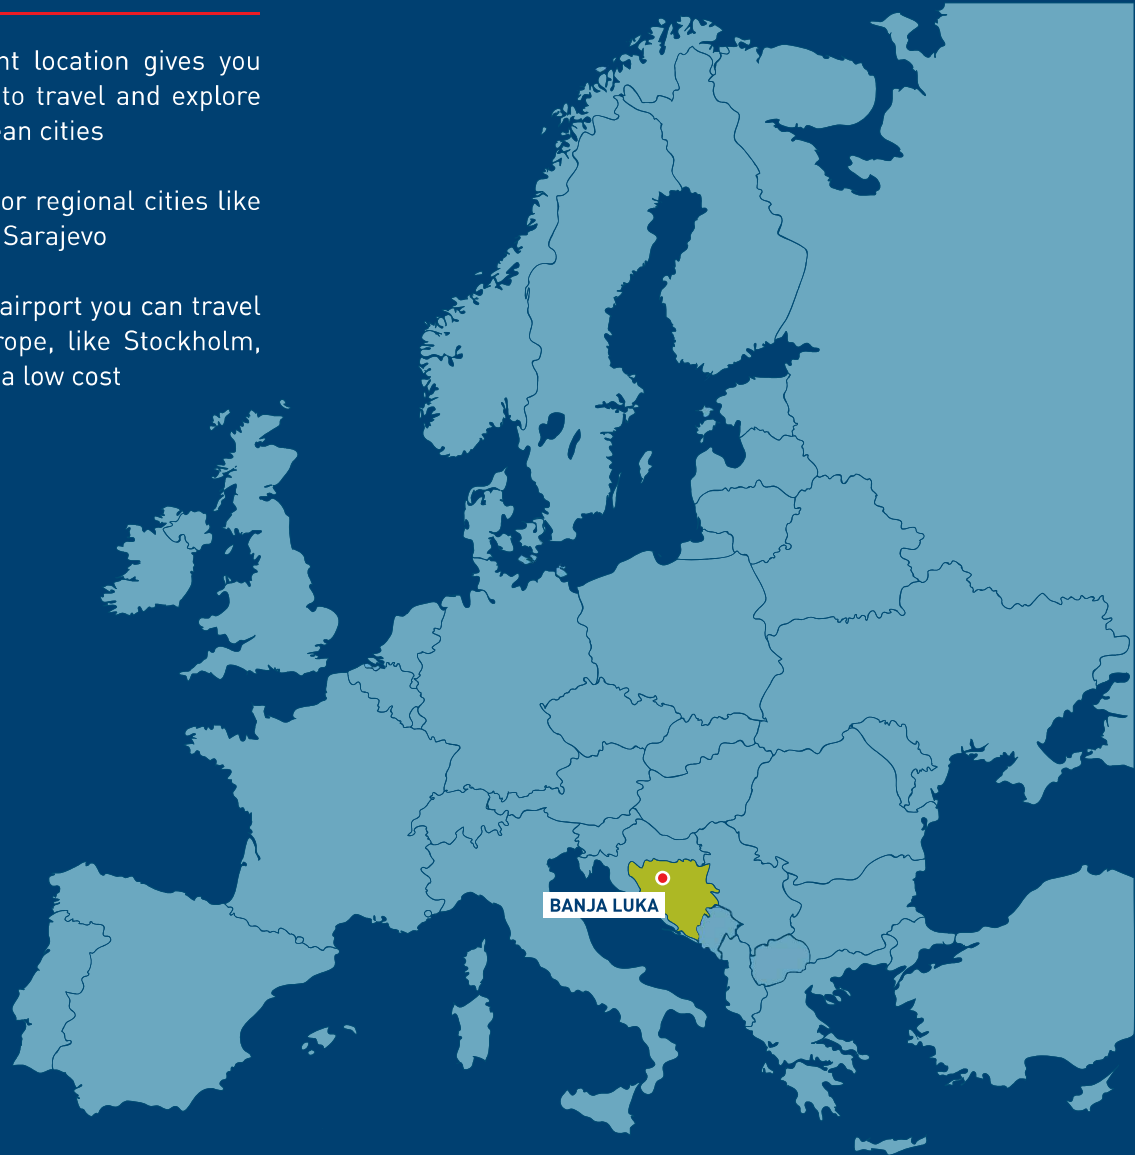 nt location gives you
to travel and explore
an cities
or regional cities like
Sarajevo
airport you can travel
rope, like Stockholm,
a low cost
BANJA LUKA